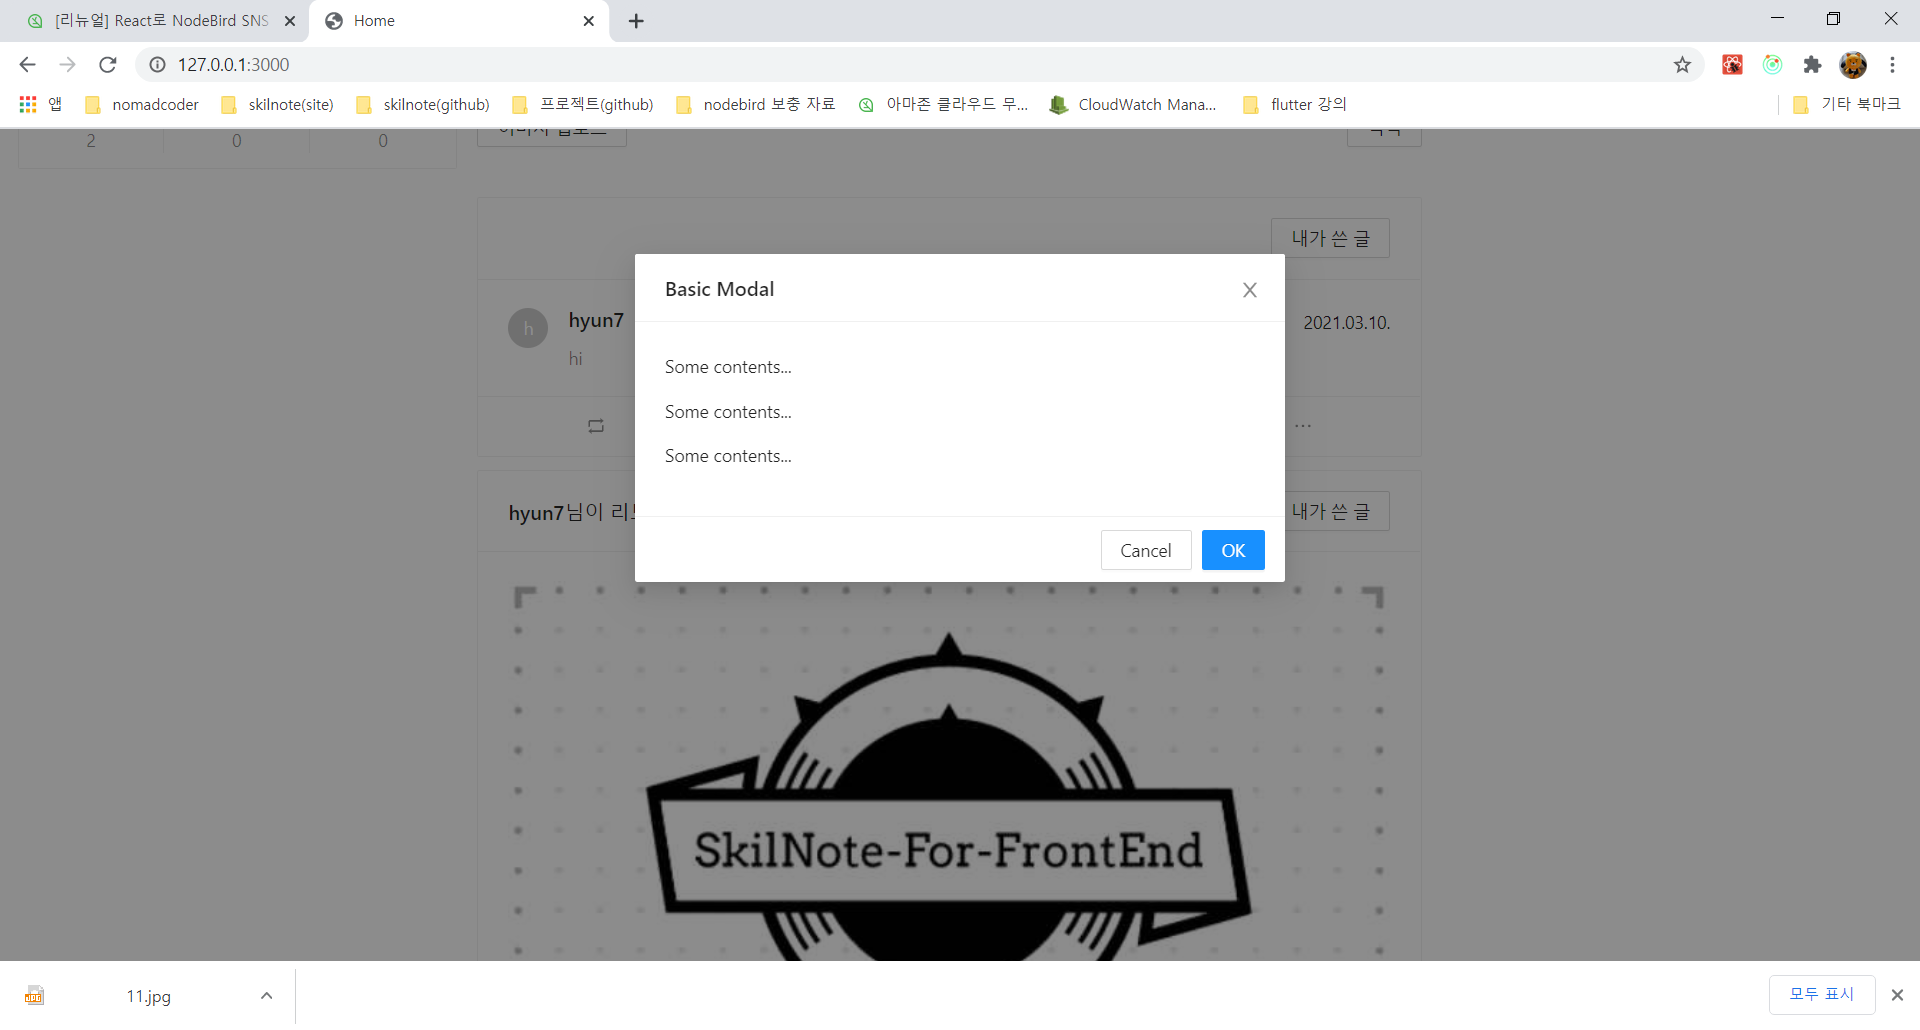 [리뉴얼] React로 NodeBird SNS
Home
127.0.0.1:3000
앱
nomadcoder
skilnote(site)
skilnote(github)
프로젝트(github)
nodebird 보충 자료
아마존 클라우드 무...
CloudWatch Mana...
flutter 강의
기타 북마크
2
0
0
내가 쓴 글
Basic Modal
h
hyun7
2021.03.10.
hi
Some contents...
Some contents...
Some contents...
hyun7님이 리
내가 쓴 글
Cancel
OK
SkilNote-For-FrontEnd
11.jpg
모두 표시